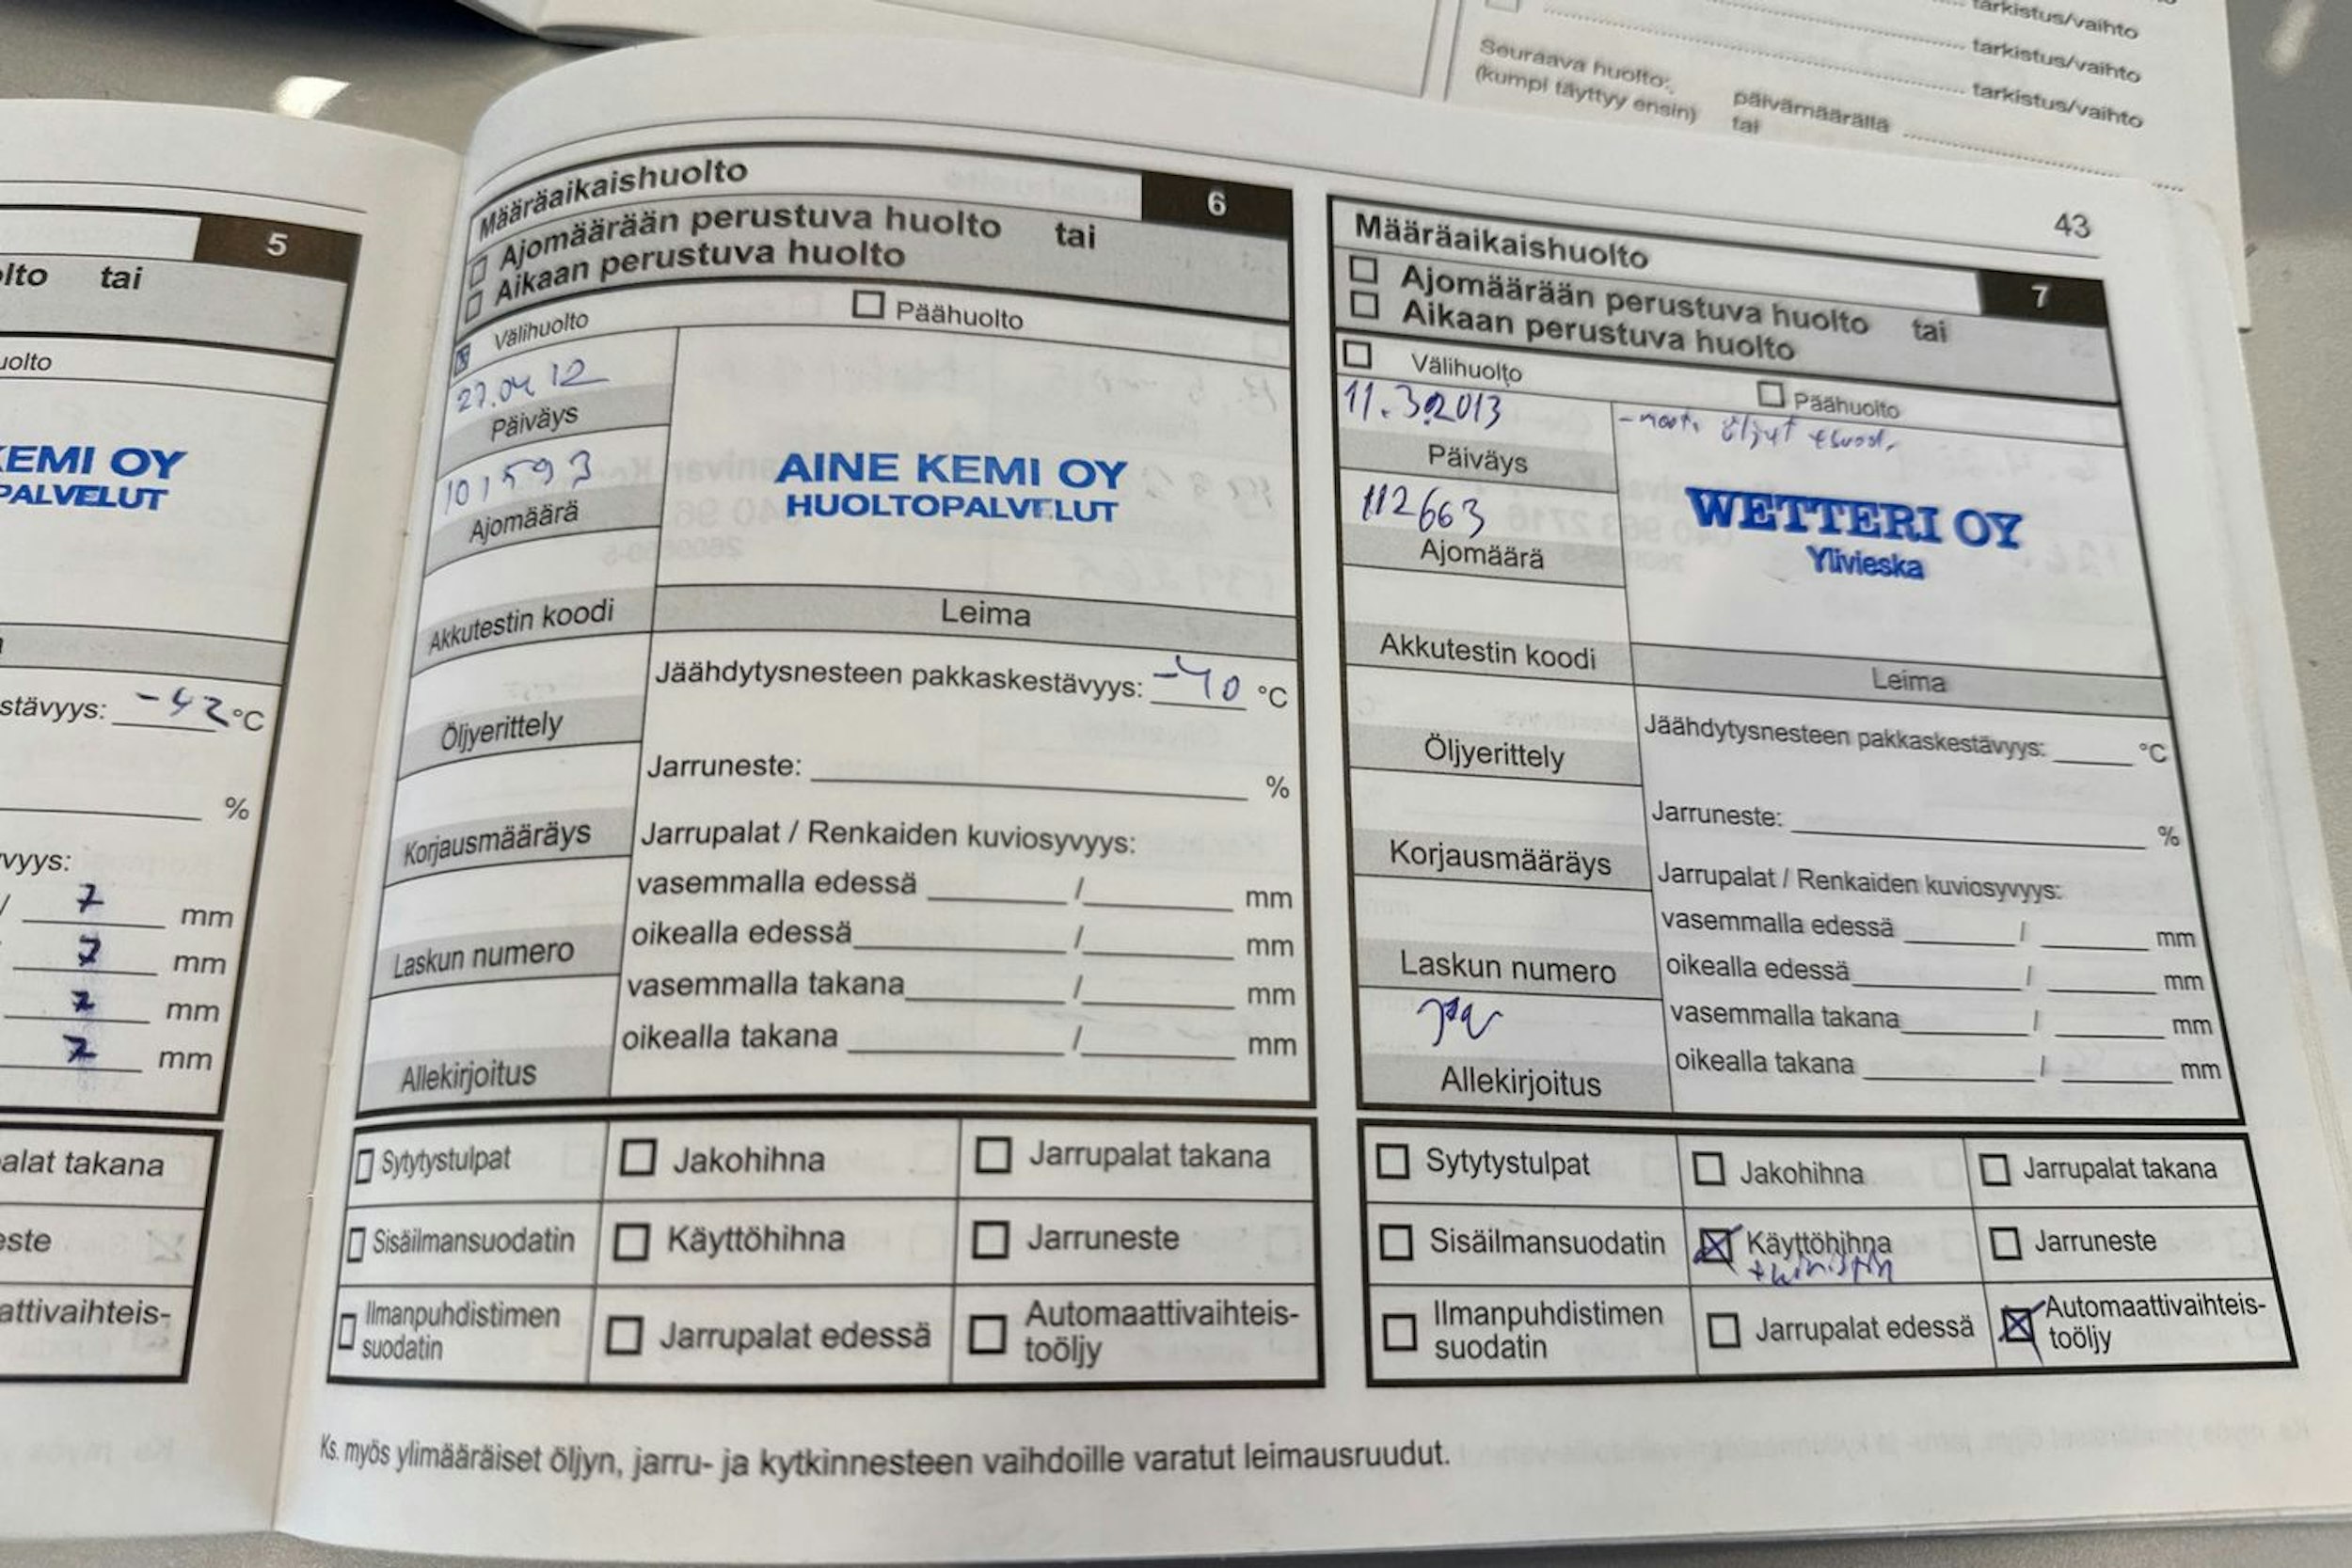 tarkistus/vaihto
tarkistus/vaihto
tarkistus/vaihto
Seuraava huolto:
(kumpi täyttyy ensin)
päivämäärällä
tai
5
olto tai
uolto
KEMI OY
PALVELUT
stävyys: -42 °C
%
vyys:
/ 7 mm
7 mm
7 mm
7 mm
alat takana
este
attivaihteis-
Määräaikaishuolto 6
Ajomäärään perustuva huolto tai
Aikaan perustuva huolto
Välihuolto
Päähuolto
27.04 12
Päiväys
101593
Ajomäärä
AINE KEMI OY
HUOLTOPALVELUT
Akkutestin koodi
Leima
Öljyerittely
Jäähdytysnesteen pakkaskestävyys: -40 °C
Jarruneste: %
Korjausmääräys
Jarrupalat / Renkaiden kuviosyvyys:
vasemmalla edessä / mm
oikealla edessä / mm
Laskun numero
vasemmalla takana / mm
oikealla takana / mm
Allekirjoitus
Sytytystulpat
Jakohihna
Jarrupalat takana
Sisäilmansuodatin
Käyttöhihna
Jarruneste
Ilmanpuhdistimen
suodatin
Jarrupalat edessä
Automaattivaihteis-
toöljy
43
Määräaikaishuolto 7
Ajomäärään perustuva huolto tai
Aikaan perustuva huolto
Välihuolto
Päähuolto
11.3.2013
Päiväys
öljyt
112663
Ajomäärä
WETTERI OY
Ylivieska
Akkutestin koodi
Leima
Öljyerittely
Jäähdytysnesteen pakkaskestävyys: °C
Jarruneste: %
Korjausmääräys
Jarrupalat / Renkaiden kuviosyvyys:
vasemmalla edessä / mm
oikealla edessä / mm
Laskun numero
vasemmalla takana / mm
oikealla takana / mm
Allekirjoitus
Sytytystulpat
Jakohihna
Jarrupalat takana
Sisäilmansuodatin
Käyttöhihna
+ kiristin
Jarruneste
Ilmanpuhdistimen
suodatin
Jarrupalat edessä
Automaattivaihteis-
toöljy
Ks. myös ylimääräiset öljyn, jarru- ja kytkinnesteen vaihdoille varatut leimausruudut.